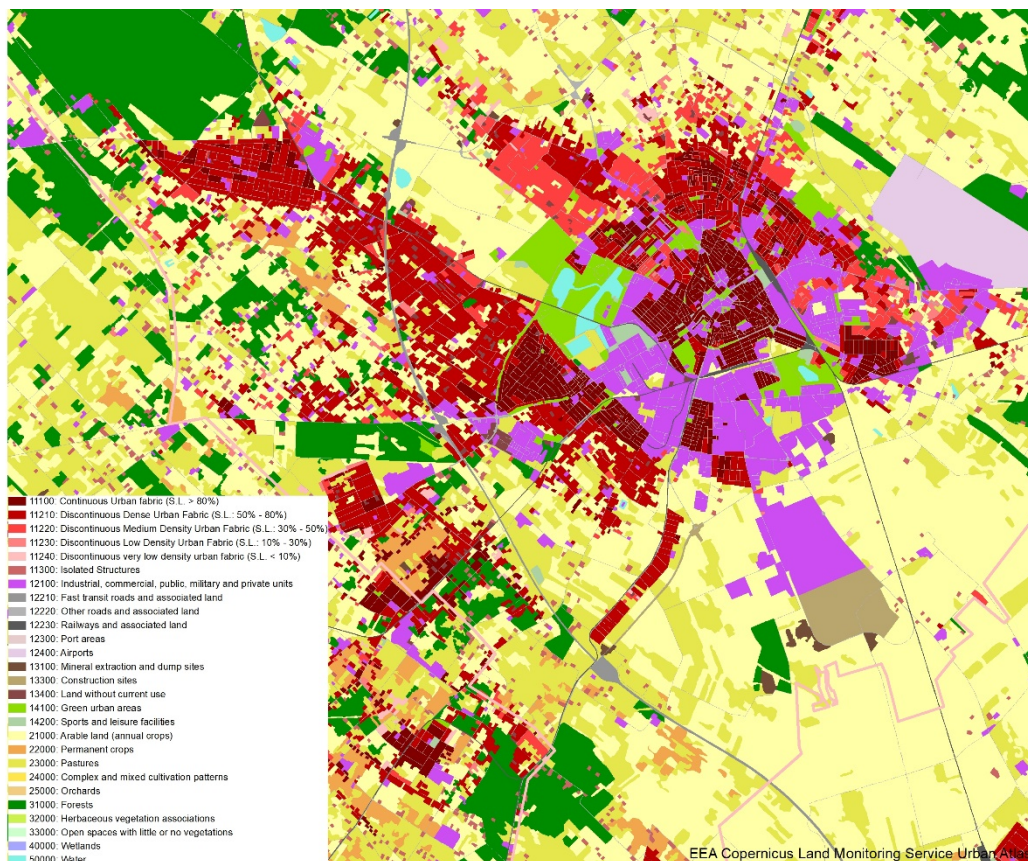 11100: Continuous Urban fabric (S.L. > 80%)
11210: Discontinuous Dense Urban Fabric (S.L.: 50% - 80%)
11220: Discontinuous Medium Density Urban Fabric (S.L.: 30% - 50%)
11230: Discontinuous Low Density Urban Fabric (S.L.: 10% - 30%)
11240: Discontinuous very low density urban fabric (S.L. < 10%)
11300: Isolated Structures
12100: Industrial, commercial, public, military and private units
12210: Fast transit roads and associated land
12220: Other roads and associated land
12230: Railways and associated land
12300: Port areas
12400: Airports
13100: Mineral extraction and dump sites
13300: Construction sites
13400: Land without current use
14100: Green urban areas
14200: Sports and leisure facilities
21000: Arable land (annual crops)
22000: Permanent crops
23000: Pastures
24000: Complex and mixed cultivation patterns
25000: Orchards
31000: Forests
32000: Herbaceous vegetation associations
33000: Open spaces with little or no vegetations
40000: Wetlands
50000: Water
EEA Copernicus Land Monitoring Service Urban Atla